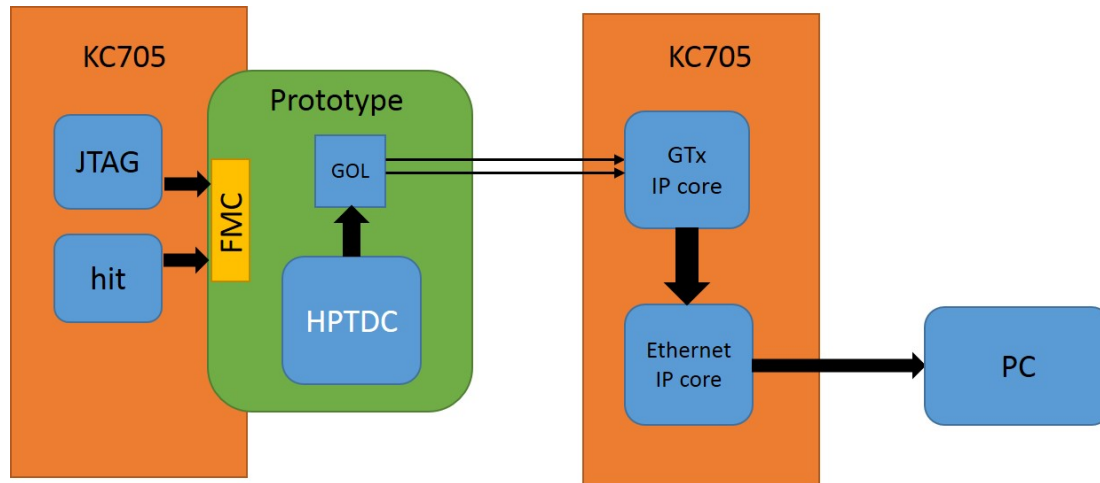 KC705
JTAG
hit
FMC
Prototype
GOL
HPTDC
KC705
GTx
IP core
Ethernet
IP core
PC